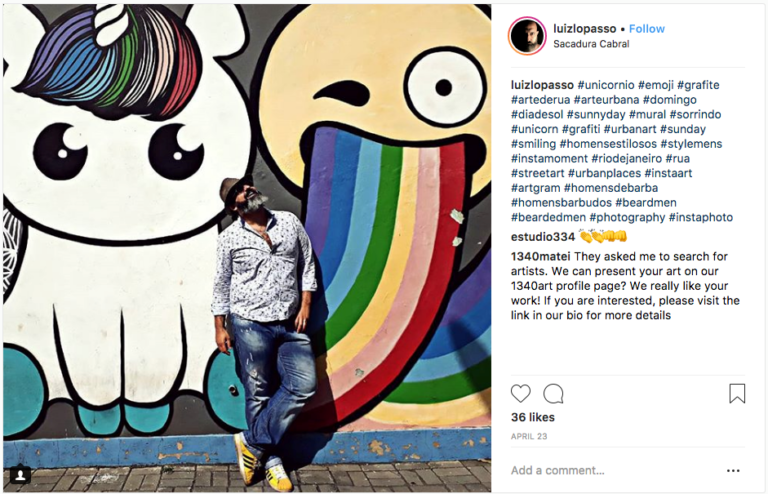 luizlopasso • Follow
Sacadura Cabral
luizlopasso #unicornio #emoji #grafite
#artederua #arteurbana #domingo
#diadesol #sunnyday #mural #sorrindo
#unicorn #grafiti #urbanart #sunday
#smiling #homensestilosos #stylemens
#instamoment #riodejaneiro #rua
#streetart #urbanplaces #instaart
#artgram #homensdebarba
#homensbarbudos #beardmen
#beardedmen #photography #instaphoto
estudio334 👏👏👊👊
1340matei They asked me to search for
artists. We can present your art on our
1340art profile page? We really like your
work! If you are interested, please visit the
link in our bio for more details
36 likes
APRIL 23
Add a comment...